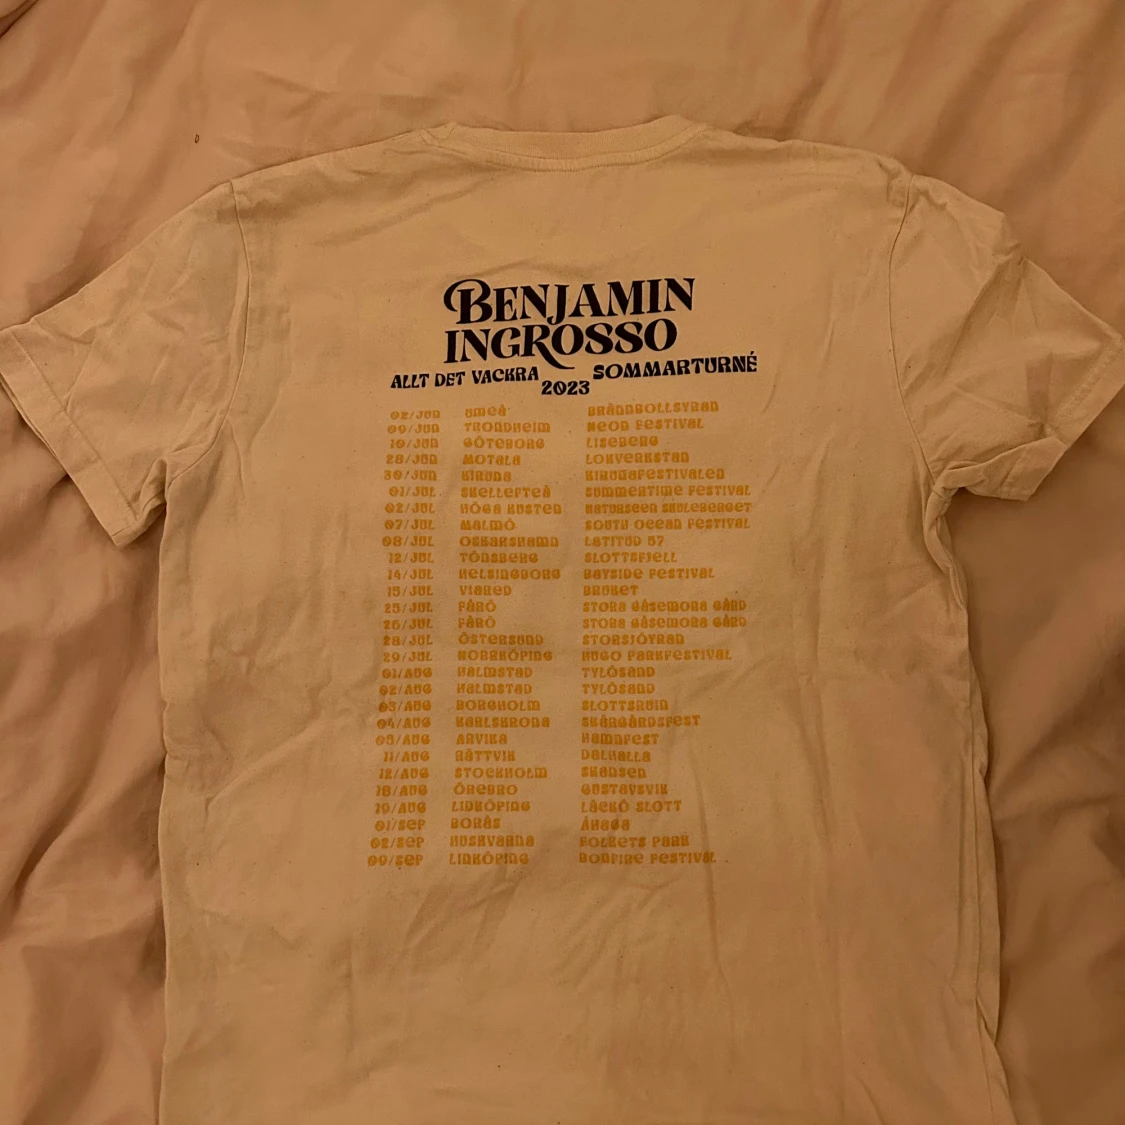 BENJAMIN
INGROSSO
ALLT DET VACKRA SOMMARTURNÉ
2023
02/JUN UMEÅ BRÄNNBOLLSYRAN
09/JUN TRONDHEIM NEON FESTIVAL
10/JUN GÖTEBORG LISEBERG
28/JUN MOTALA LOKVERKSTAD
30/JUN KIRUNA KIRUNAFESTIVALEN
01/JUL SKELLEFTEÅ SUMMERTIME FESTIVAL
02/JUL HÖGA KUSTEN NATURSCEN SKULEBERGET
07/JUL MALMÖ SOUTH OCEAN FESTIVAL
08/JUL OSKARSHAMN LATITUD 57
12/JUL TÖNSBERG SLOTTSFJELL
14/JUL HELSINGBORG BAYSIDE FESTIVAL
15/JUL VIARED BRUKET
25/JUL FÅRÖ STORA GÅSEMORA GÅRD
26/JUL FÅRÖ STORA GÅSEMORA GÅRD
28/JUL ÖSTERSUND STORSJÖYRAN
29/JUL NORRKÖPING HUGO PARKFESTIVAL
01/AUG HALMSTAD TYLÖSAND
02/AUG HALMSTAD TYLÖSAND
03/AUG BORGHOLM SLOTTSRUIN
04/AUG KARLSKRONA SKÄRGÅRDSFEST
05/AUG ARVIKA HAMNFEST
11/AUG RÄTTVIK DALHALLA
12/AUG STOCKHOLM SKANSEN
18/AUG ÖREBRO GUSTAVSVIK
19/AUG LIDKÖPING LÄCKÖ SLOTT
01/SEP BORÅS ÅHAGA
02/SEP HUSKVARNA FOLKETS PARK
09/SEP LINKÖPING BONFIRE FESTIVAL